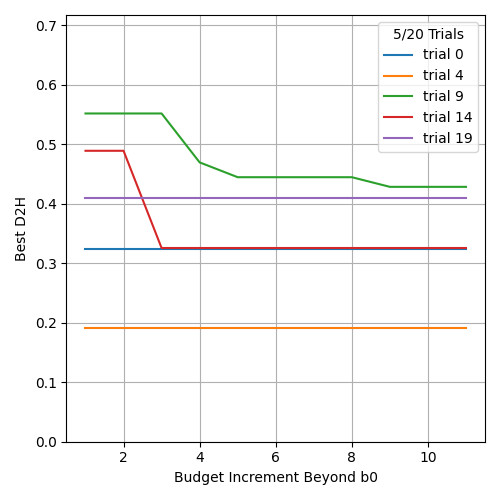 5/20 Trials
trial 0
trial 4
trial 9
trial 14
trial 19
0.7
0.6
0.5
0.4
0.3
0.2
0.1
0.0
Best D2H
2 4 6 8 10
Budget Increment Beyond b0